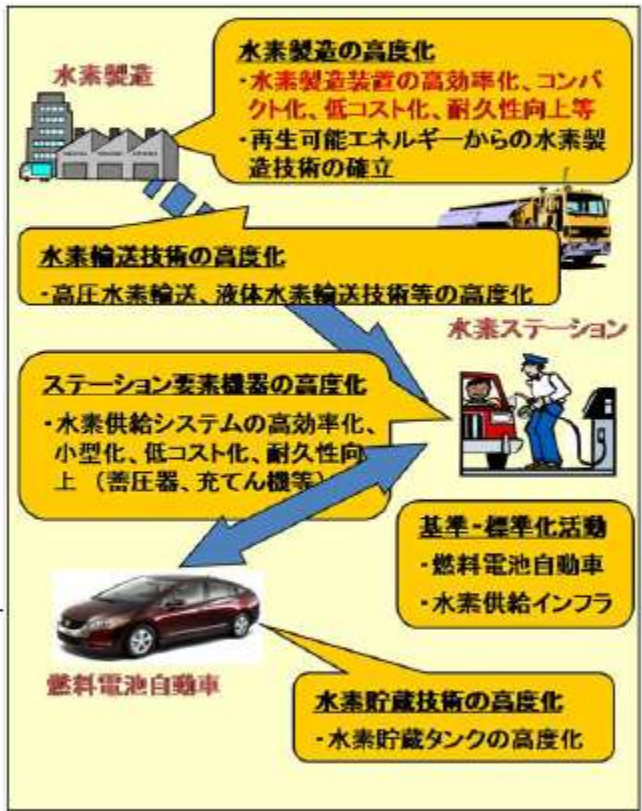 水素製造
水素製造の高度化
・水素製造装置の高効率化、コンパ
クト化、低コスト化、耐久性向上等
・再生可能エネルギーからの水素製
造技術の確立
水素輸送技術の高度化
・高圧水素輸送、液体水素輸送技術等の高度化
水素ステーション
ステーション要素機器の高度化
・水素供給システムの高効率化、
小型化、低コスト化、耐久性向
上 (蓄圧器、充てん機等)
基準・標準化活動
・燃料電池自動車
・水素供給インフラ
燃料電池自動車
水素貯蔵技術の高度化
・水素貯蔵タンクの高度化